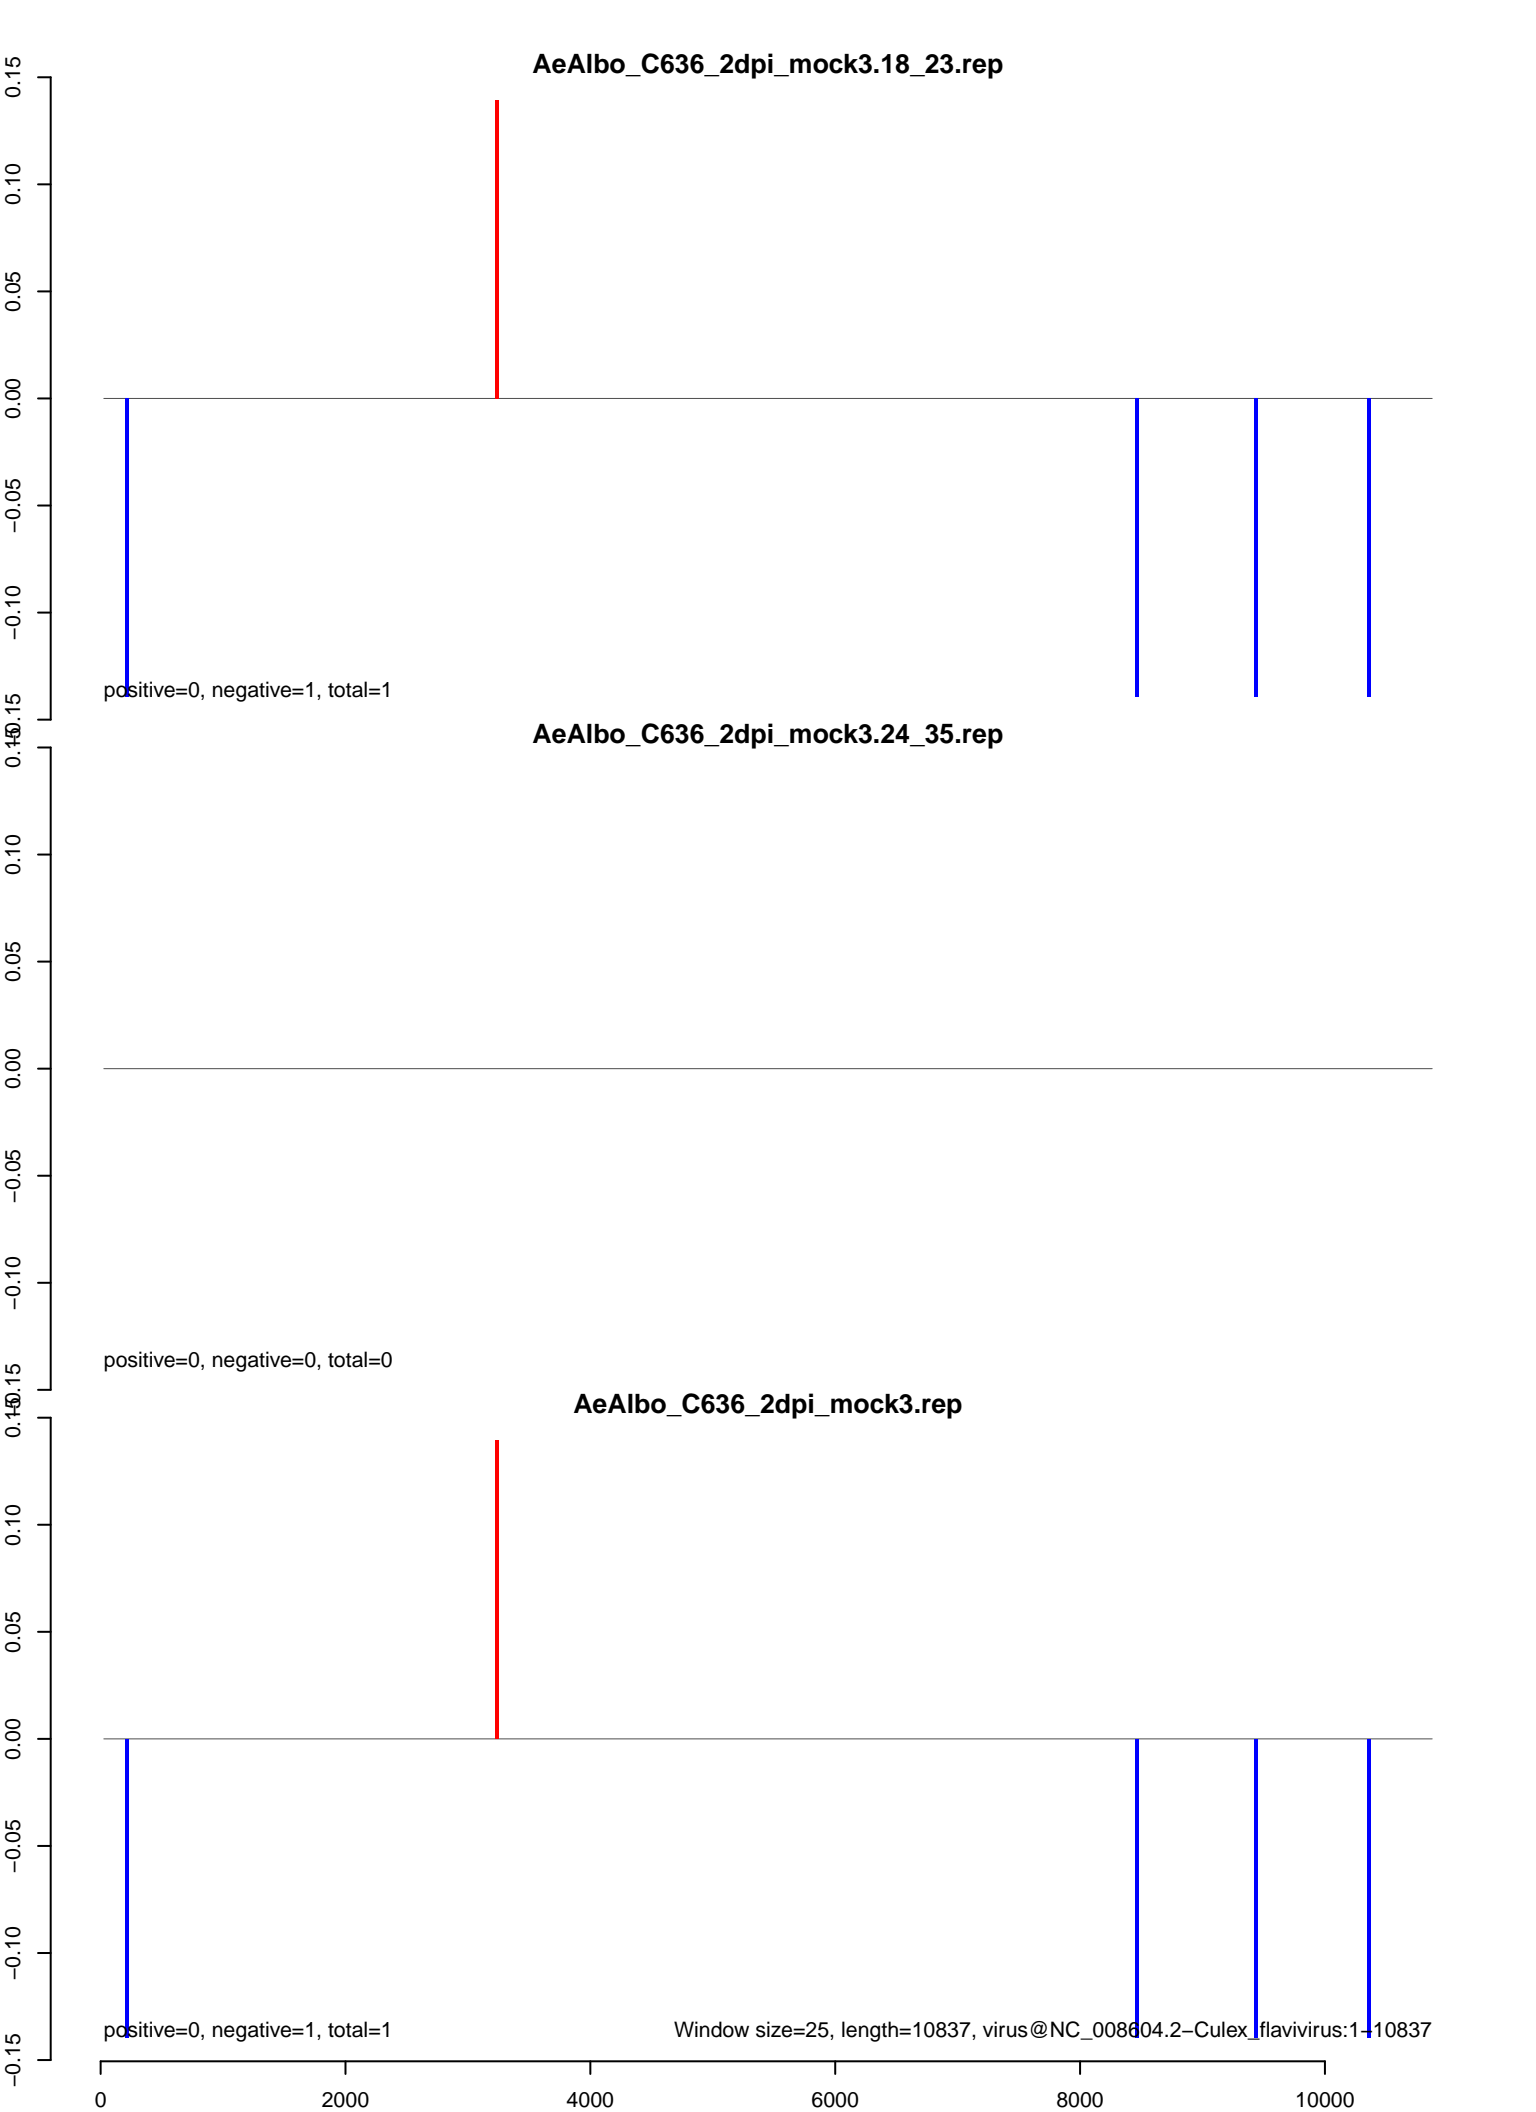 AeAlbo_C636_2dpi_mock3.18_23.rep
0.15
0.10
0.05
0.00
−0.05
−0.10
−0.15
positive=0, negative=1, total=1
AeAlbo_C636_2dpi_mock3.24_35.rep
0.15
0.10
0.05
0.00
−0.05
−0.10
−0.15
positive=0, negative=0, total=0
AeAlbo_C636_2dpi_mock3.rep
0.15
0.10
0.05
0.00
−0.05
−0.10
−0.15
positive=0, negative=1, total=1
Window size=25, length=10837, virus@NC_008604.2−Culex_flavivirus:1−10837
0 2000 4000 6000 8000 10000